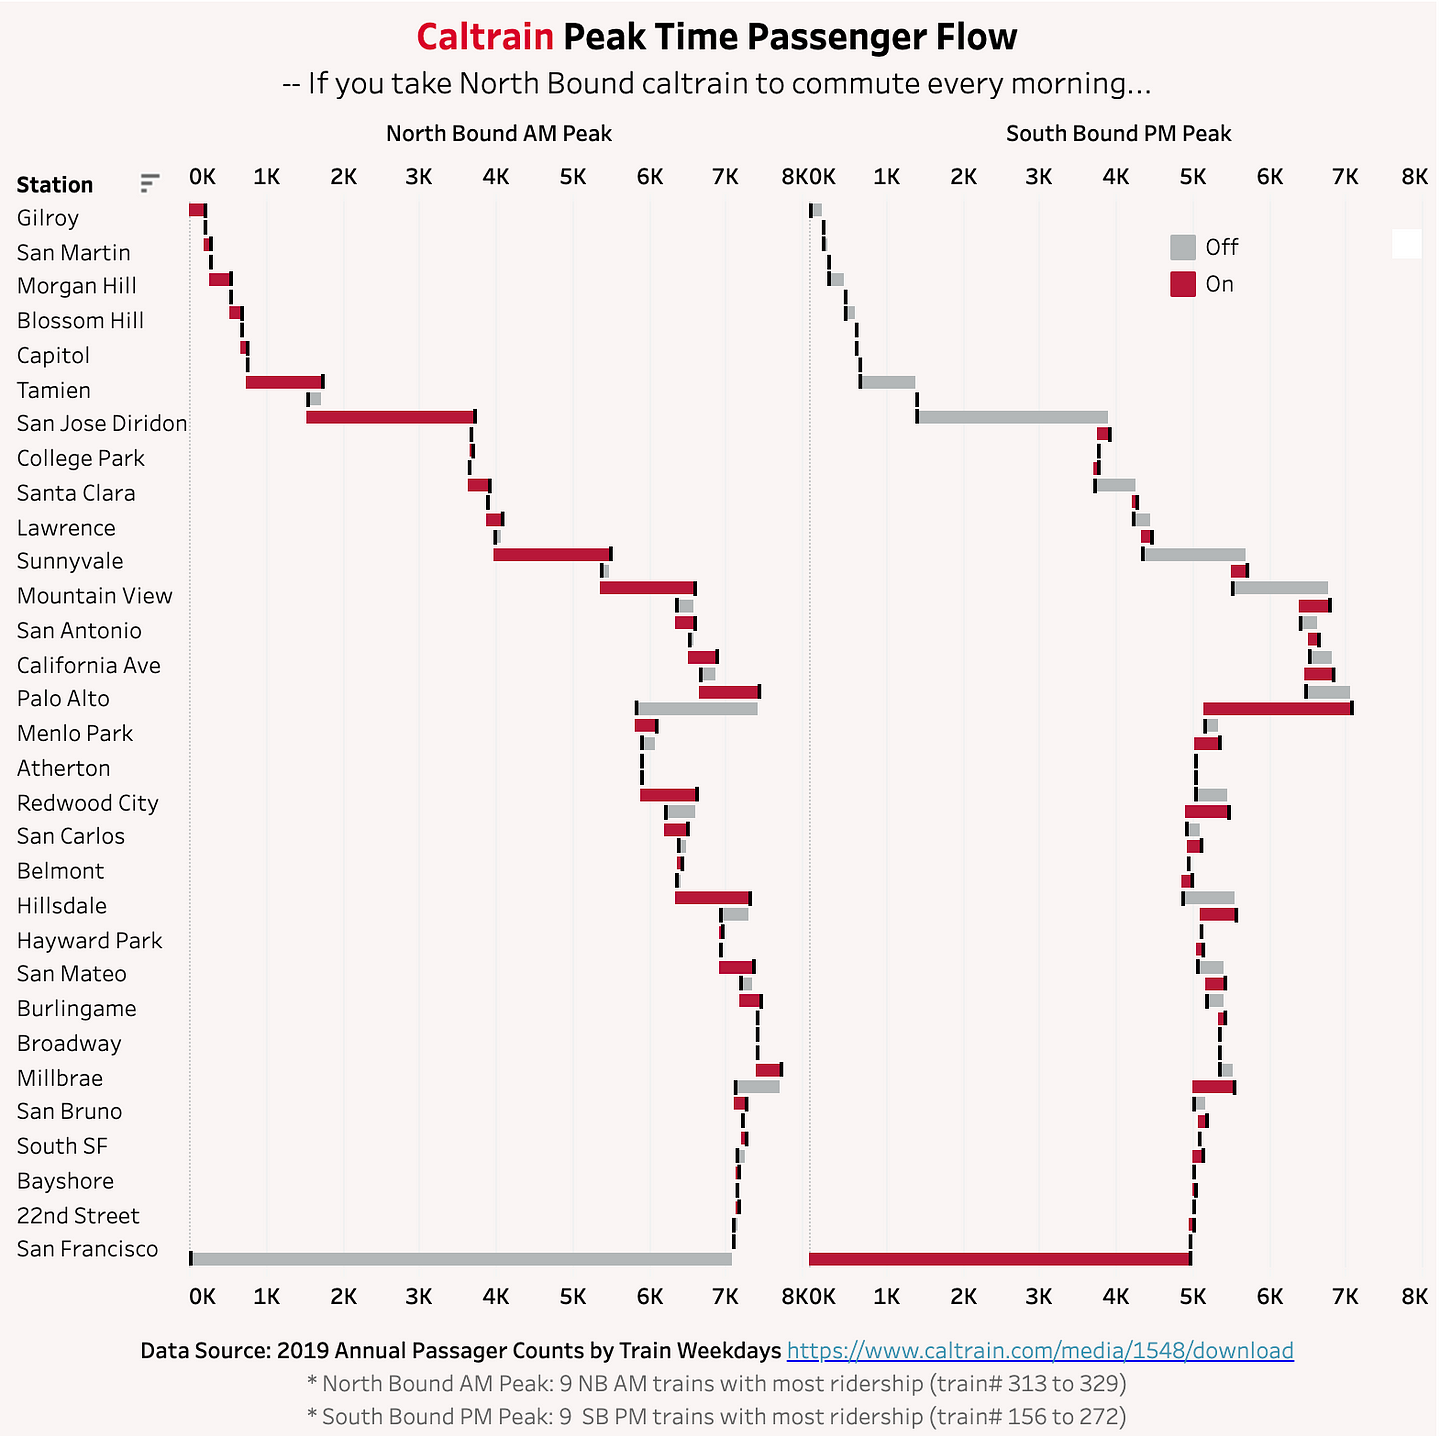 Caltrain Peak Time Passenger Flow
-- If you take North Bound caltrain to commute every morning...
North Bound AM Peak
South Bound PM Peak
Station
0K 1K 2K 3K 4K 5K 6K 7K 8K
0K 1K 2K 3K 4K 5K 6K 7K 8K
Gilroy
San Martin
Morgan Hill
Blossom Hill
Capitol
Tamien
San Jose Diridon
College Park
Santa Clara
Lawrence
Sunnyvale
Mountain View
San Antonio
California Ave
Palo Alto
Menlo Park
Atherton
Redwood City
San Carlos
Belmont
Hillsdale
Hayward Park
San Mateo
Burlingame
Broadway
Millbrae
San Bruno
South SF
Bayshore
22nd Street
San Francisco
Off
On
0K 1K 2K 3K 4K 5K 6K 7K 8K
0K 1K 2K 3K 4K 5K 6K 7K 8K
Data Source: 2019 Annual Passager Counts by Train Weekdays https://www.caltrain.com/media/1548/download
* North Bound AM Peak: 9 NB AM trains with most ridership (train# 313 to 329)
* South Bound PM Peak: 9 SB PM trains with most ridership (train# 156 to 272)